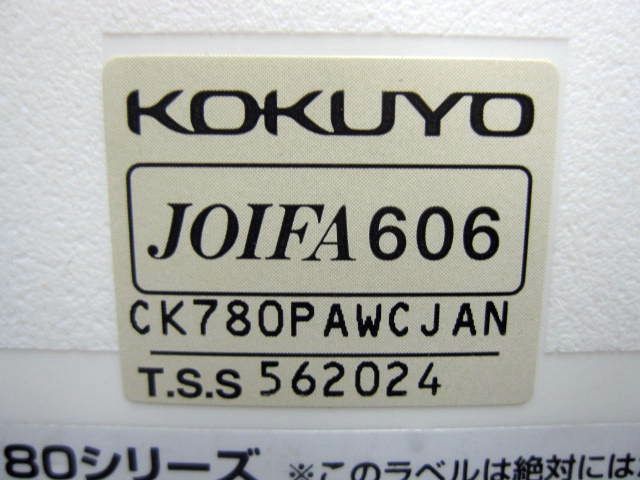 KOKUYO
JOIFA 606
CK780PAWCJAN
T.S.S 562024
80シリーズ ※このラベルは絶対には